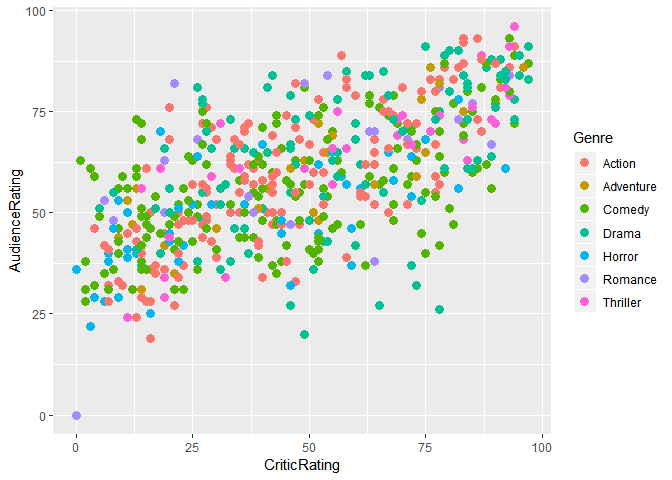 100
75
50
25
0
AudienceRating
0 25 50 75 100
CriticRating
Genre
Action
Adventure
Comedy
Drama
Horror
Romance
Thriller